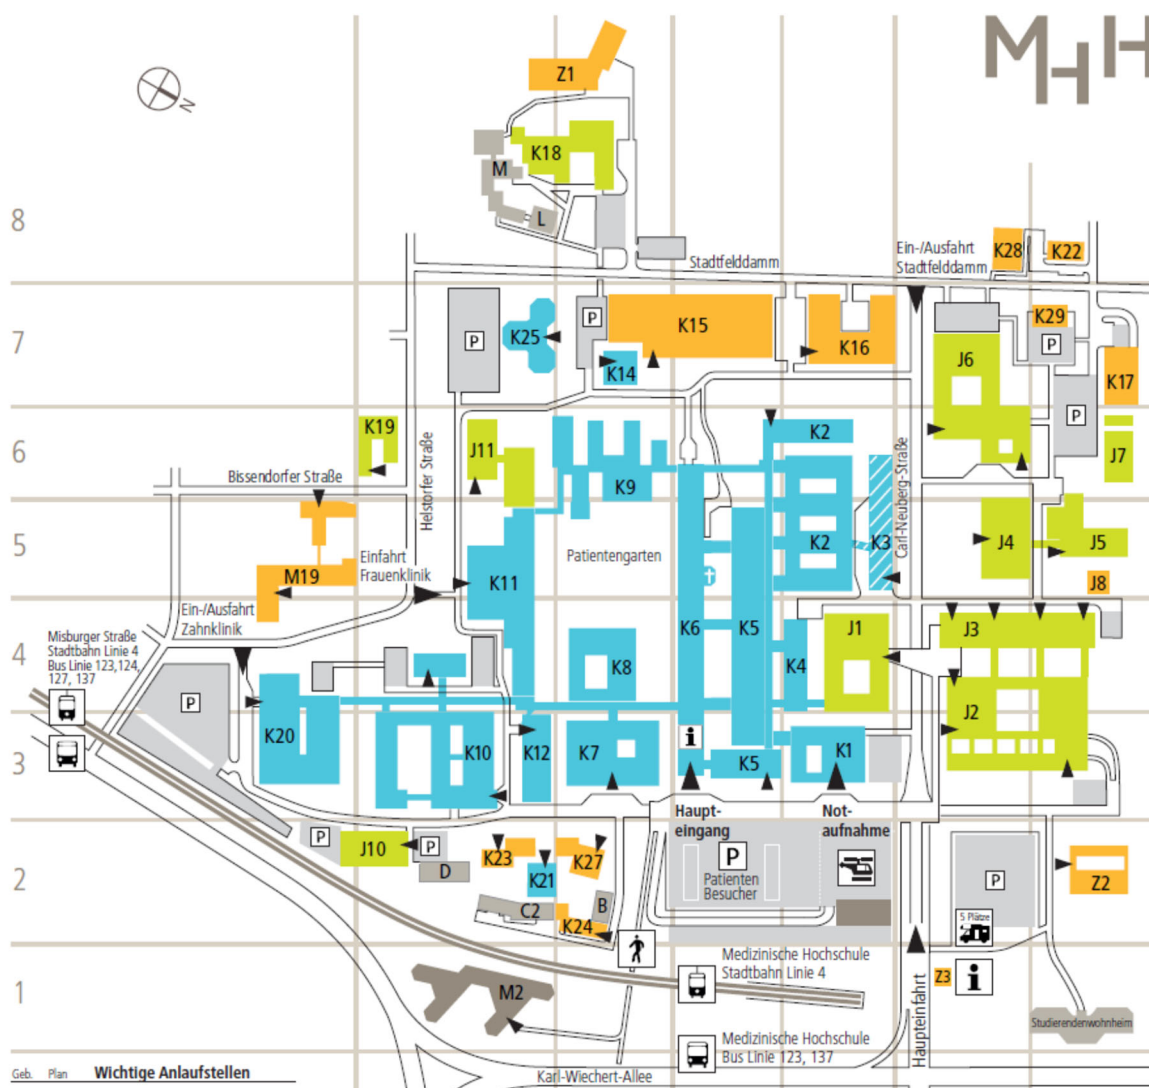 MHH
N
Z1
K18
M
L
8
Ein-/Ausfahrt
Stadtfelddamm
K28
K22
Stadtfelddamm
7
P
K25
P
K15
K14
K16
K29
P
J6
K17
P
6
K19
J11
Helstorfer Straße
K2
K9
Carl-Neuberg-Straße
J7
Bissendorfer Straße
5
Einfahrt
Frauenklinik
Patientengarten
K2
K3
J4
J5
M19
K11
J8
Ein-/Ausfahrt
Zahnklinik
Misburger Straße
Stadtbahn Linie 4
Bus Linie 123,124,
127, 137
4
K8
K6
K5
K4
J1
J3
P
J2
3
K20
K10
K12
K7
i
K5
K1
Haupt-
eingang
Not-
aufnahme
2
P
J10
P
D
K23
K21
K27
P
Patienten
Besucher
P
Z2
C2
B
K24
5 Plätze
1
M2
Medizinische Hochschule
Stadtbahn Linie 4
Z3
i
Haupteinfahrt
Studierendenwohnheim
Medizinische Hochschule
Bus Linie 123, 137
Karl-Wiechert-Allee
Geb. Plan Wichtige Anlaufstellen